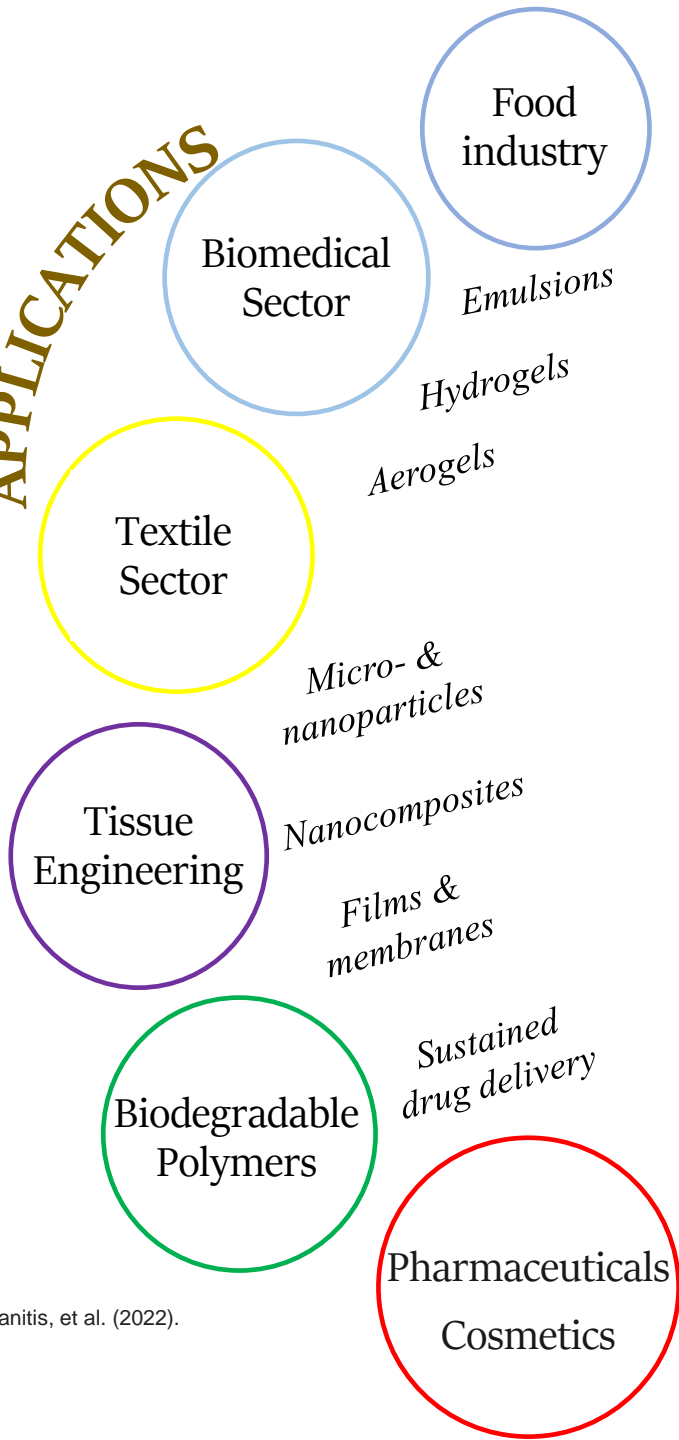 Food
industry
APPLICATIONS
Biomedical
Sector
Emulsions
Hydrogels
Aerogels
Textile
Sector
Micro- &
nanoparticles
Nanocomposites
Tissue
Engineering
Films &
membranes
Sustained
drug delivery
Biodegradable
Polymers
Pharmaceuticals
Cosmetics
anitis, et al. (2022).